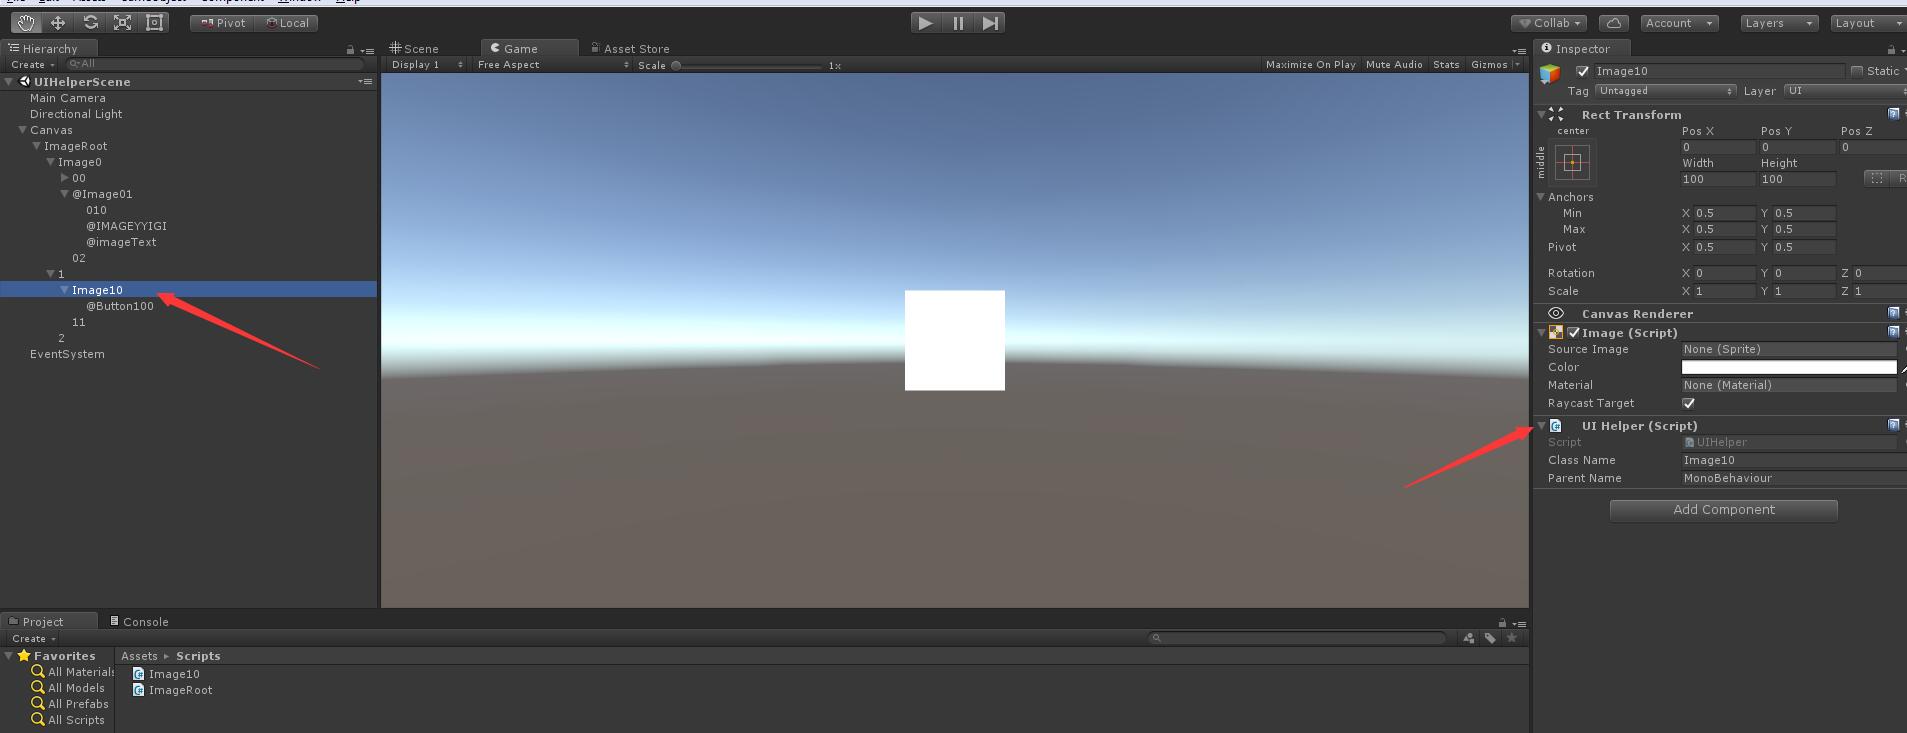 Pivot Local Collab Account Layers Layout
Hierarchy
Create All
UIHelperScene
Main Camera
Directional Light
Canvas
ImageRoot
Image0
00
@Image01
010
@IMAGEYYIGI
@imageText
02
1
Image10
@Button100
11
2
EventSystem
Scene Game Asset Store
Display 1 Free Aspect Scale 1x Maximize On Play Mute Audio Stats Gizmos
Inspector
Image10 Static
Tag Untagged Layer UI
Rect Transform
center
middle
Pos X Pos Y Pos Z
0 0 0
Width Height
100 100 R
Anchors
Min X 0.5 Y 0.5
Max X 0.5 Y 0.5
Pivot X 0.5 Y 0.5
Rotation X 0 Y 0 Z 0
Scale X 1 Y 1 Z 1
Canvas Renderer
Image (Script)
Source Image None (Sprite)
Color
Material None (Material)
Raycast Target
UI Helper (Script)
Script UIHelper
Class Name Image10
Parent Name MonoBehaviour
Add Component
Project Console
Create
Favorites
All Materials
All Models
All Prefabs
All Scripts
Assets Scripts
Image10
ImageRoot